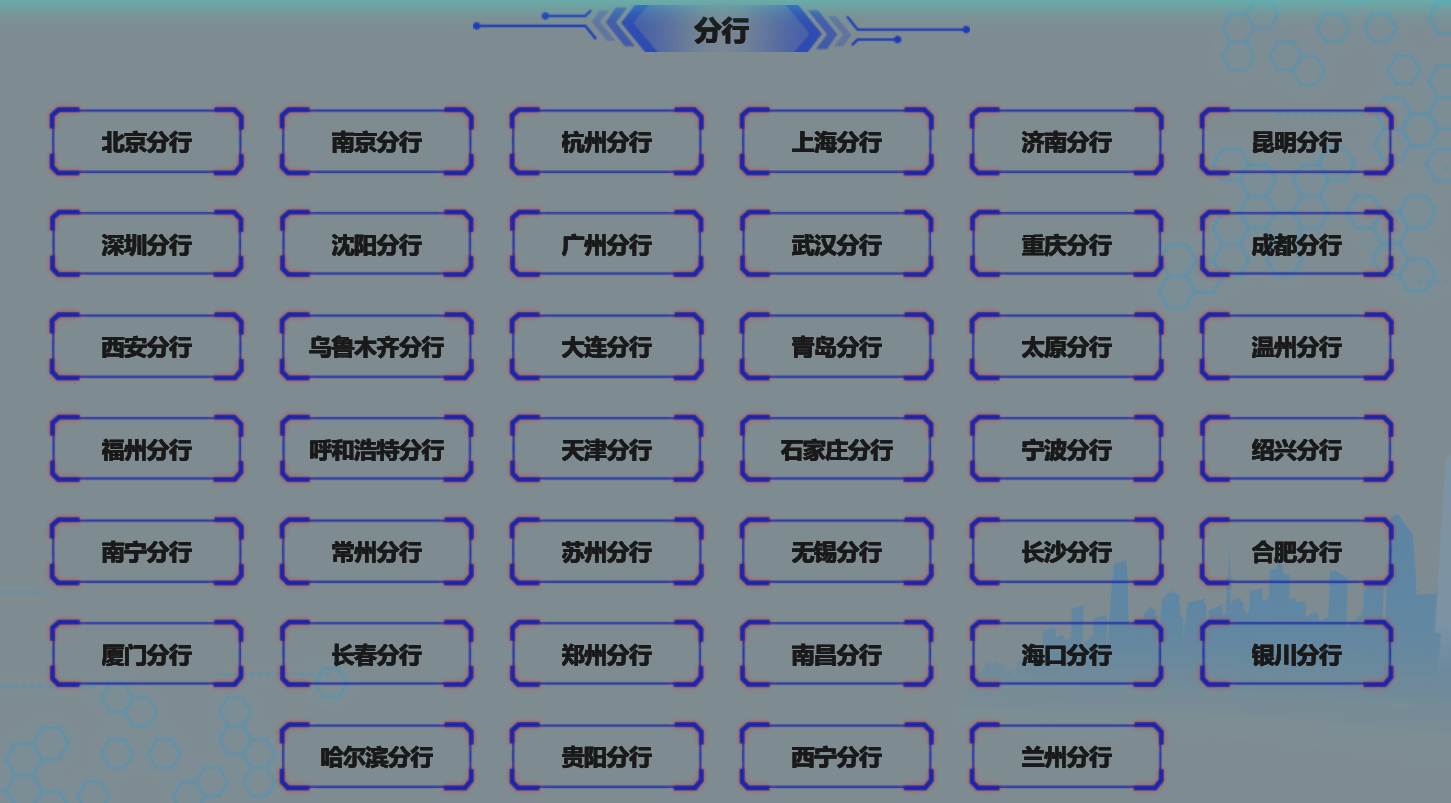 分行
北京分行
南京分行
杭州分行
上海分行
济南分行
昆明分行
深圳分行
沈阳分行
广州分行
武汉分行
重庆分行
成都分行
西安分行
乌鲁木齐分行
大连分行
青岛分行
太原分行
温州分行
福州分行
呼和浩特分行
天津分行
石家庄分行
宁波分行
绍兴分行
南宁分行
常州分行
苏州分行
无锡分行
长沙分行
合肥分行
厦门分行
长春分行
郑州分行
南昌分行
海口分行
银川分行
哈尔滨分行
贵阳分行
西宁分行
兰州分行